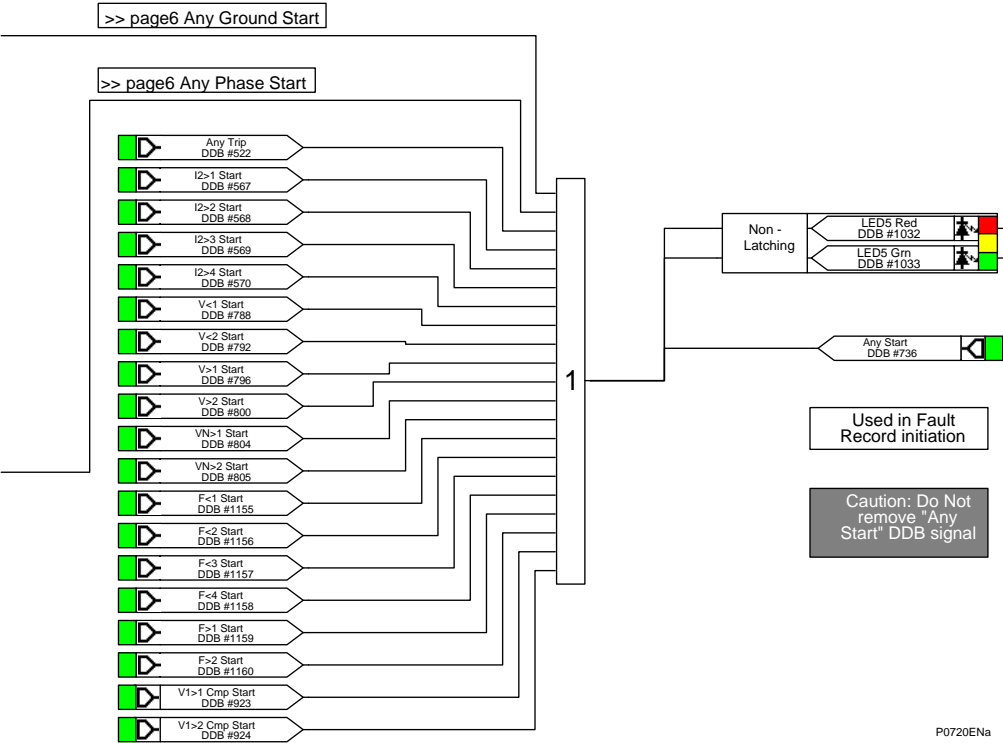 >> page6 Any Ground Start
>> page6 Any Phase Start
Any Trip
DDB #522
I2>1 Start
DDB #567
I2>2 Start
DDB #568
I2>3 Start
DDB #569
I2>4 Start
DDB #570
V<1 Start
DDB #788
V<2 Start
DDB #792
V>1 Start
DDB #796
V>2 Start
DDB #800
VN>1 Start
DDB #804
VN>2 Start
DDB #805
F<1 Start
DDB #1155
F<2 Start
DDB #1156
F<3 Start
DDB #1157
F<4 Start
DDB #1158
F>1 Start
DDB #1159
F>2 Start
DDB #1160
V1>1 Cmp Start
DDB #923
V1>2 Cmp Start
DDB #924
1
Non -
Latching
LED5 Red
DDB #1032
LED5 Grn
DDB #1033
Any Start
DDB #736
Used in Fault
Record initiation
Caution: Do Not
remove "Any
Start" DDB signal
P0720ENa